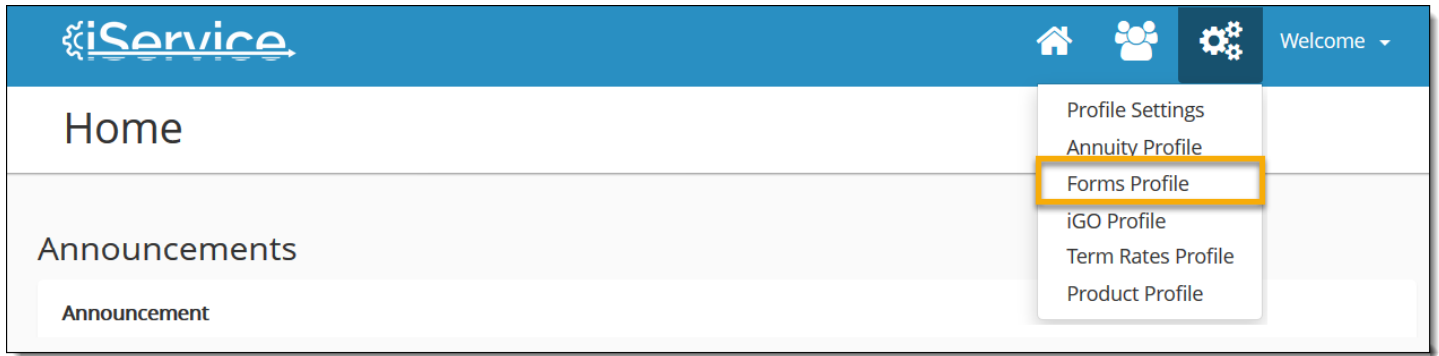 iService
Welcome
Home
Profile Settings
Annuity Profile
Forms Profile
iGO Profile
Term Rates Profile
Product Profile
Announcements
Announcement